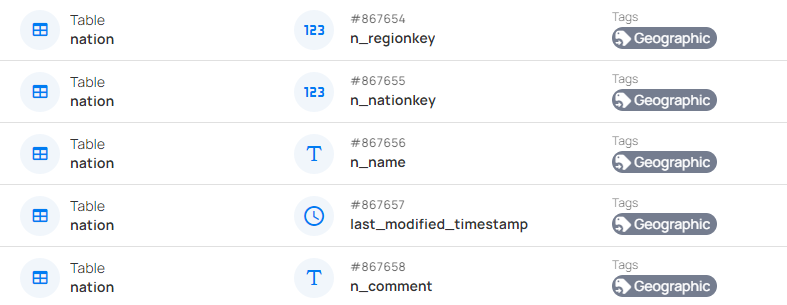 Table
nation
123
#867654
n_regionkey
Tags
Geographic
Table
nation
123
#867655
n_nationkey
Tags
Geographic
Table
nation
T
#867656
n_name
Tags
Geographic
Table
nation
#867657
last_modified_timestamp
Tags
Geographic
Table
nation
T
#867658
n_comment
Tags
Geographic